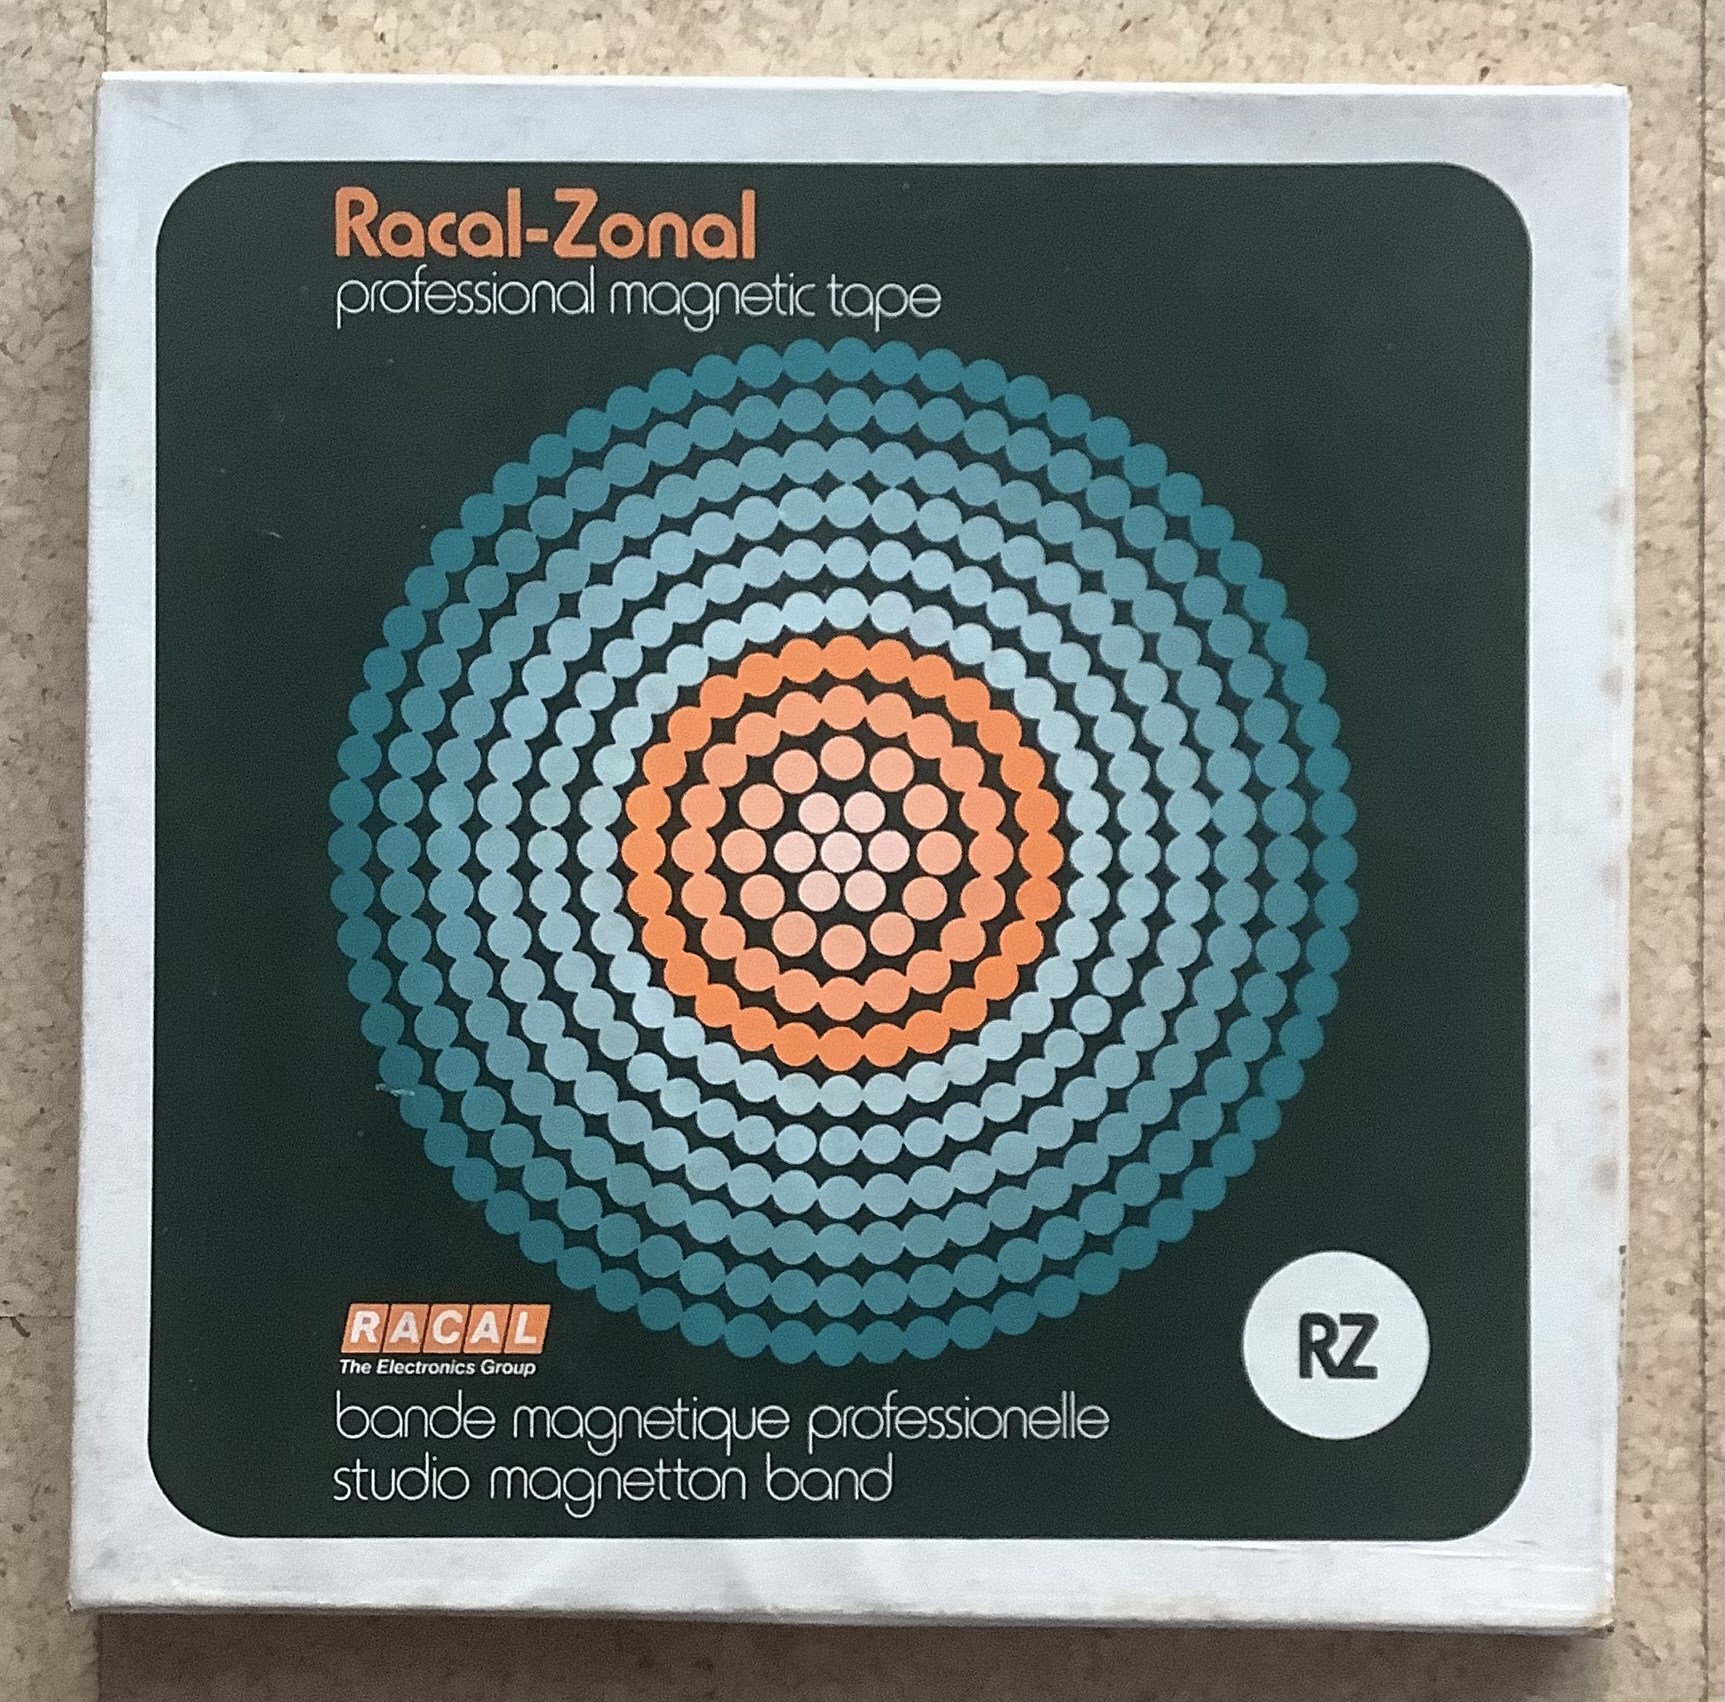 Racal-Zonal
professional magnetic tape
RACAL
The Electronics Group
RZ
bande magnetique professionelle
studio magnetton band